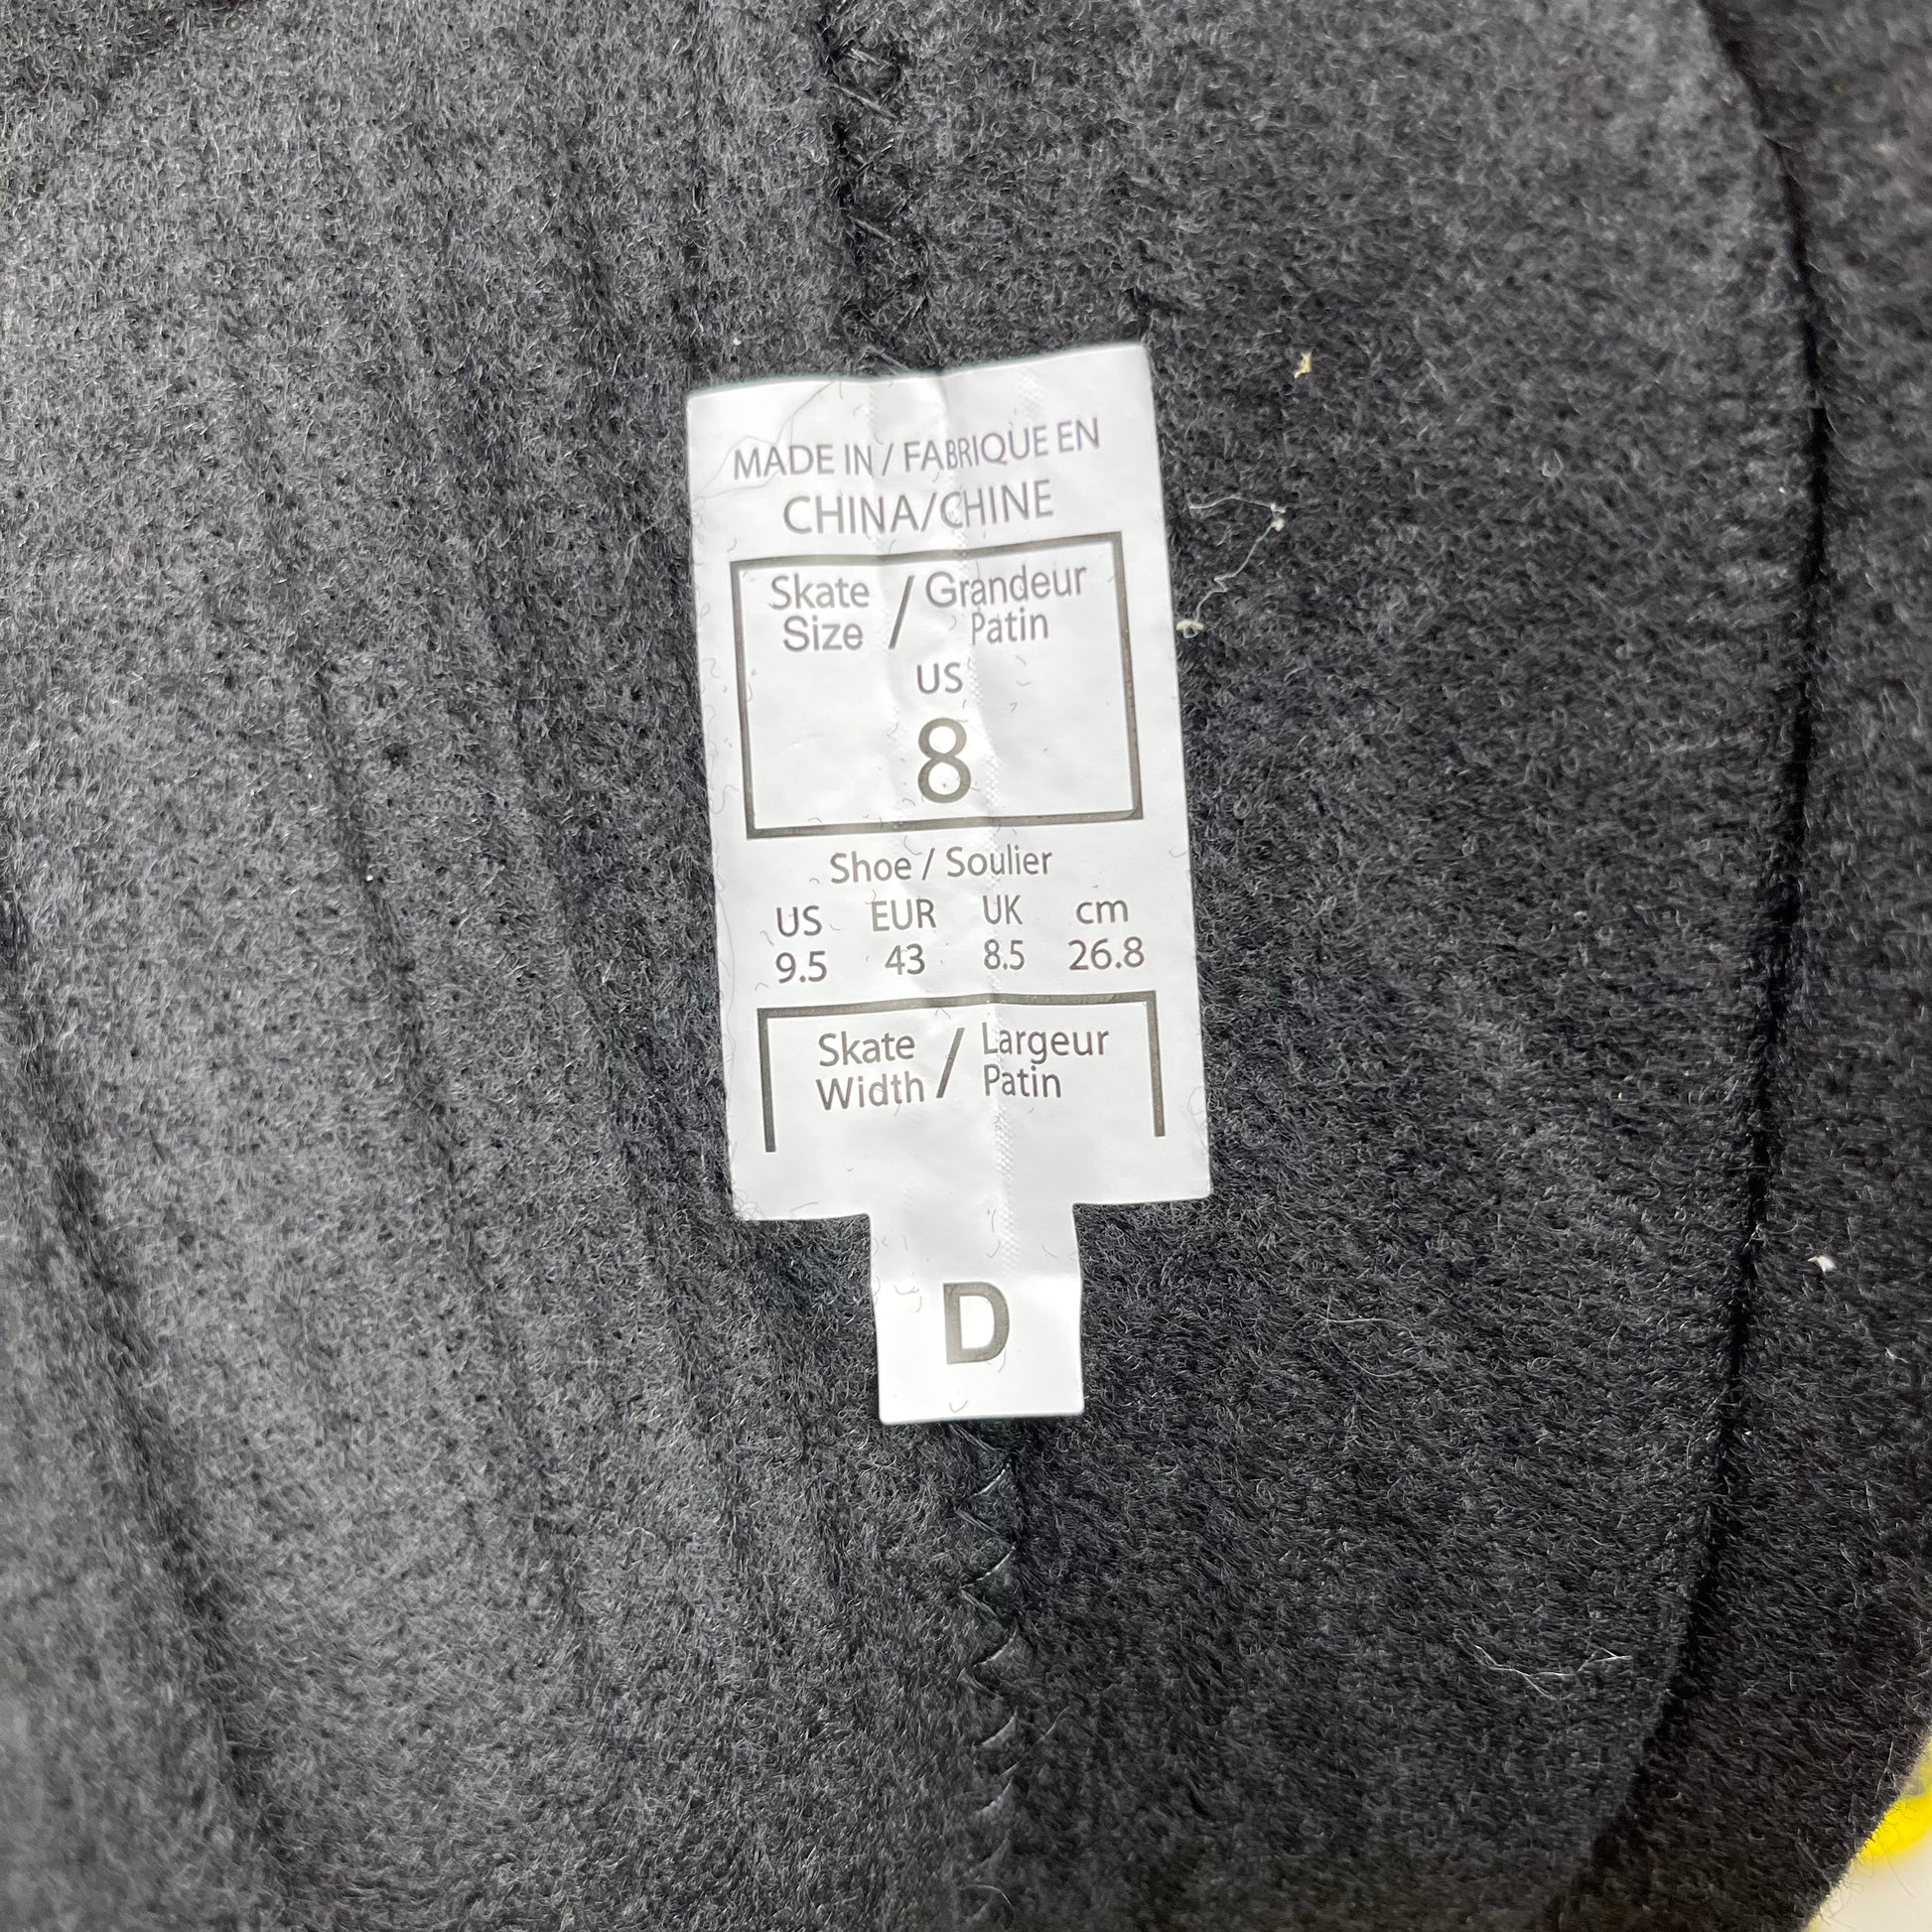 MADE IN / FABRIQUE EN
CHINA/CHINE
Skate Size / Grandeur Patin
US
8
Shoe / Soulier
US EUR UK cm
9.5 43 8.5 26.8
Skate Width / Largeur Patin
D